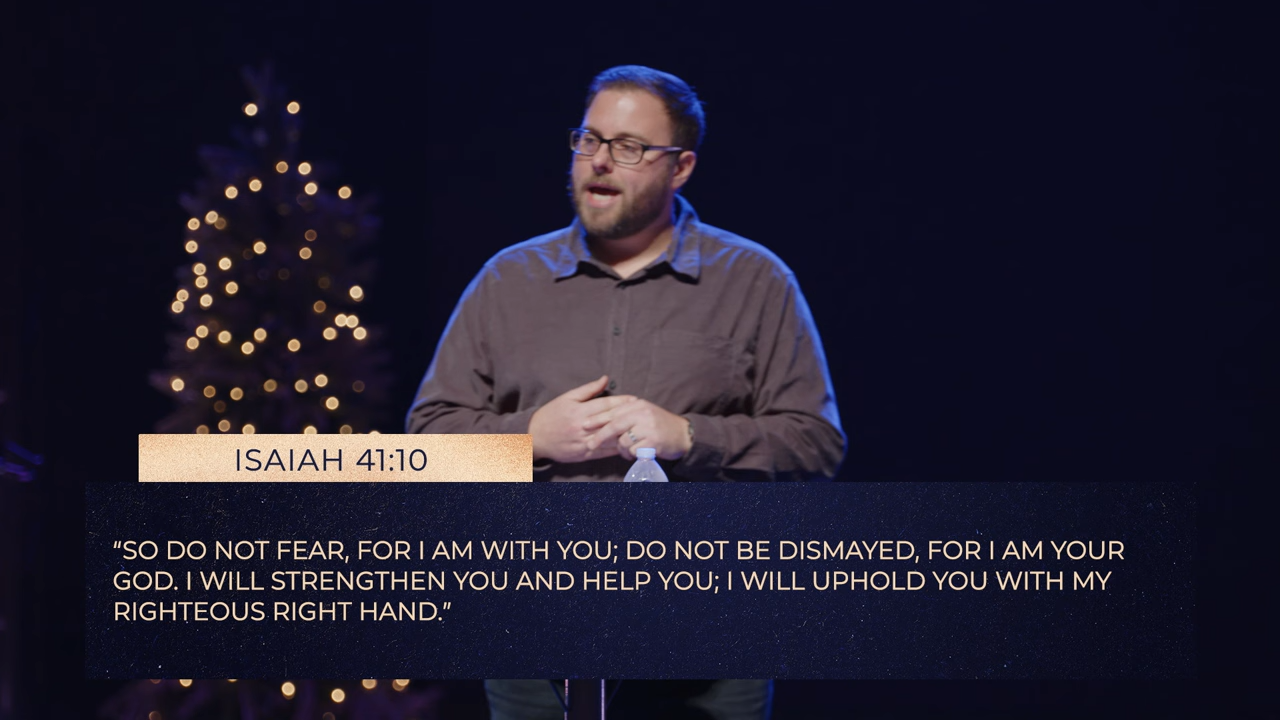 ISAIAH 41:10
“SO DO NOT FEAR, FOR I AM WITH YOU; DO NOT BE DISMAYED, FOR I AM YOUR
GOD. I WILL STRENGTHEN YOU AND HELP YOU; I WILL UPHOLD YOU WITH MY
RIGHTEOUS RIGHT HAND.”